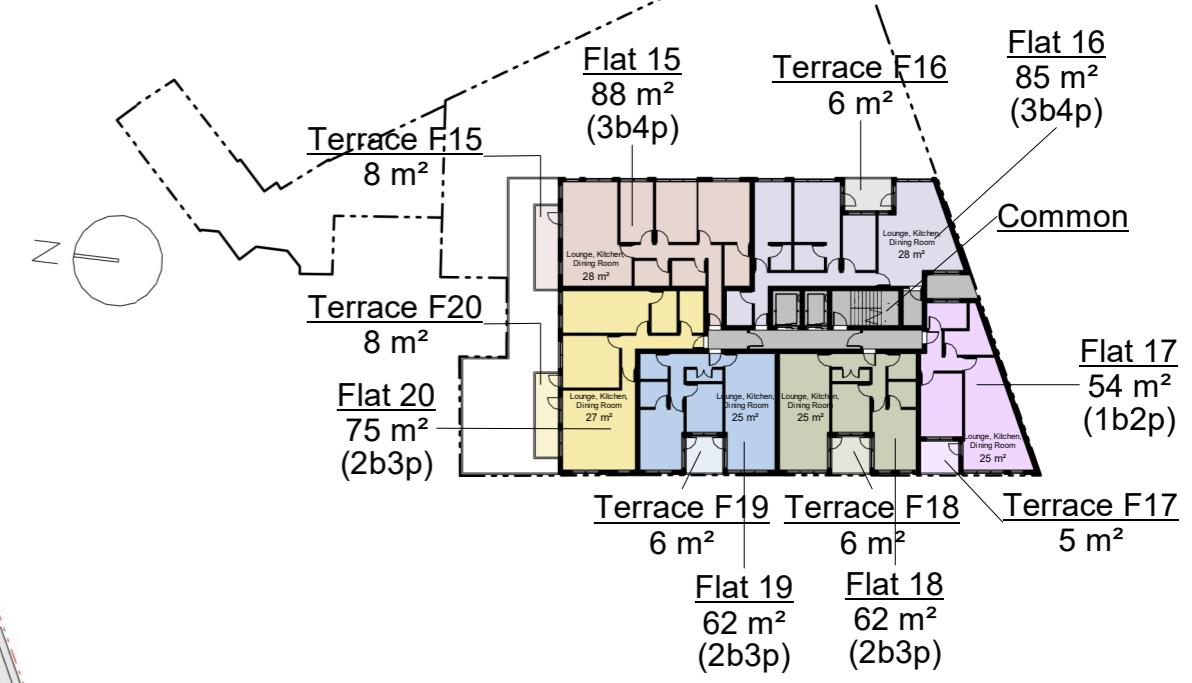 Flat 15
88 m²
(3b4p)
Terrace F16
6 m²
Flat 16
85 m²
(3b4p)
Terrace F15
8 m²
Common
N
Lounge, Kitchen,
Dining Room
28 m²
Lounge, Kitchen,
Dining Room
28 m²
Terrace F20
8 m²
Flat 20
75 m²
(2b3p)
Lounge, Kitchen,
Dining Room
27 m²
Lounge, Kitchen,
Dining Room
25 m²
Lounge, Kitchen,
Dining Room
25 m²
Lounge, Kitchen,
Dining Room
25 m²
Flat 17
54 m²
(1b2p)
Terrace F19
6 m²
Terrace F18
6 m²
Terrace F17
5 m²
Flat 19
62 m²
(2b3p)
Flat 18
62 m²
(2b3p)